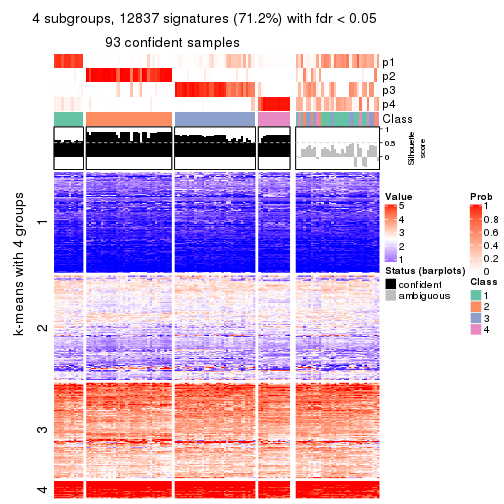 4 subgroups, 12837 signatures (71.2%) with fdr < 0.05
93 confident samples
p1
p2
p3
p4
Class
1
0.5
0
Silhouette
score
k-means with 4 groups
1
2
3
4
Value
5
4
3
2
1
Status (barplots)
confident
ambiguous
Prob
1
0.8
0.6
0.4
0.2
0
Class
1
2
3
4